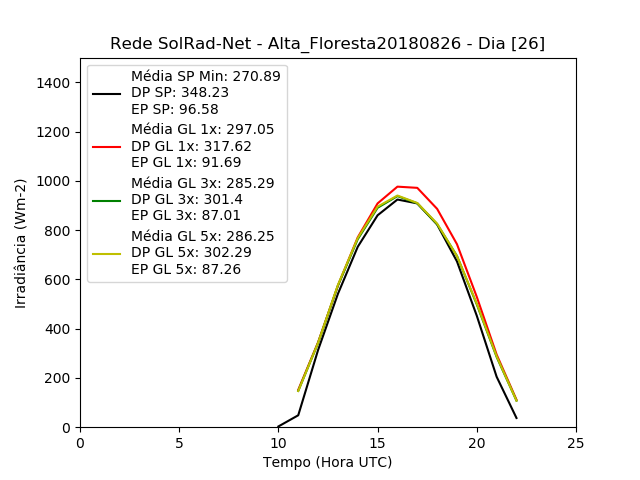 Rede SolRad-Net - Alta_Floresta20180826 - Dia [26]
Média SP Min: 270.89
DP SP: 348.23
EP SP: 96.58
Média GL 1x: 297.05
DP GL 1x: 317.62
EP GL 1x: 91.69
Média GL 3x: 285.29
DP GL 3x: 301.4
EP GL 3x: 87.01
Média GL 5x: 286.25
DP GL 5x: 302.29
EP GL 5x: 87.26
Irradiância (Wm-2)
1400
1200
1000
800
600
400
200
0
0 5 10 15 20 25
Tempo (Hora UTC)